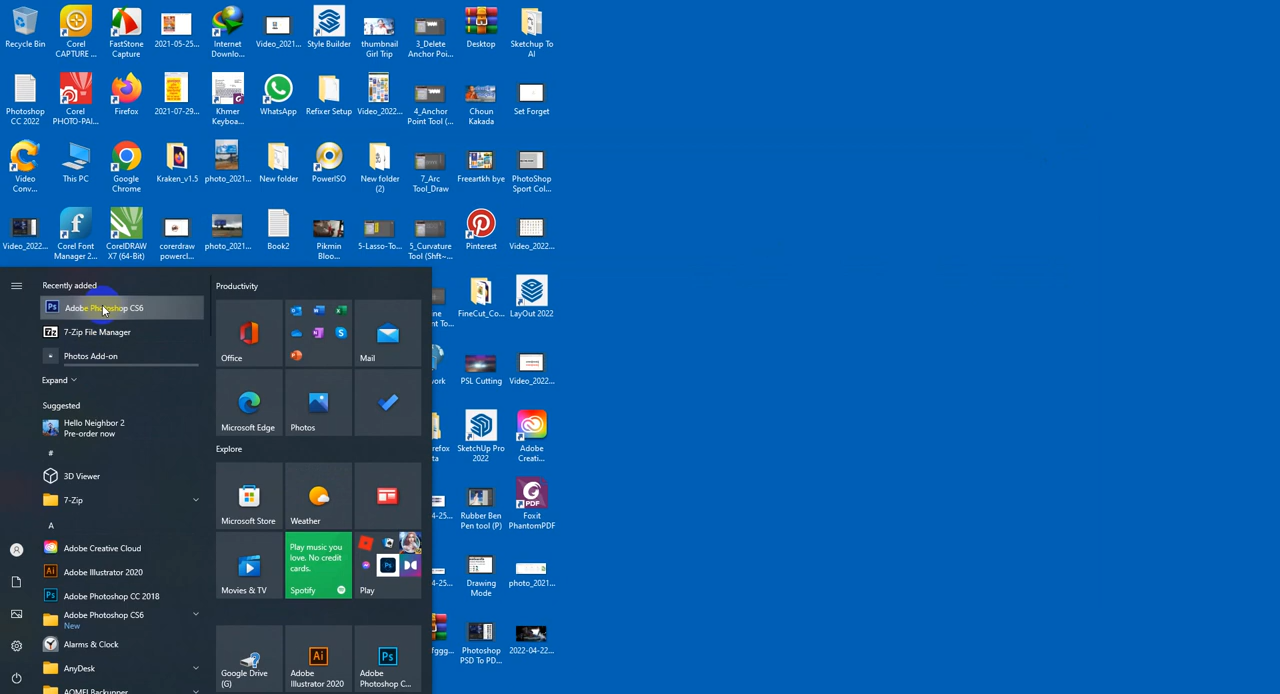 Recycle Bin
Corel
CAPTURE ...
FastStone
Capture
2021-05-25...
Internet
Downlo...
Video_2021...
Style Builder
thumbnail
Girl Trip
3_Delete
Anchor Poi...
Desktop
Sketchup To
AI
Photoshop
CC 2022
Corel
PHOTO-PAI...
Firefox
2021-07-29...
Khmer
Keyboa...
WhatsApp
Refixer Setup
Video_2022...
4_Anchor
Point Tool (...
Choun
Kakada
Set Forget
Video
Conv...
This PC
Google
Chrome
Kraken_v1.5
photo_2021...
New folder
PowerISO
New folder
(2)
7_Arc
Tool_Draw
Freeartkh bye
PhotoShop
Sport Col...
Video_2022...
Corel Font
Manager 2...
CorelDRAW
X7 (64-Bit)
corerdraw
powercl...
photo_2021...
Book2
Pikmin
Bloo...
5-Lasso-To...
5_Curvature
Tool (Shft~...
Pinterest
Video_2022...
FineCut_Co...
LayOut 2022
PSL Cutting
Video_2022...
SketchUp Pro
2022
Adobe
Creati...
Rubber Ben
Pen tool (P)
Foxit
PhantomPDF
PDF
Drawing
Mode
photo_2021...
Photoshop
PSD To PD...
2022-04-22...
Recently added
Adobe Photoshop CS6
7-Zip File Manager
Photos Add-on
Expand
Suggested
Hello Neighbor 2
Pre-order now
#
3D Viewer
7-Zip
A
Adobe Creative Cloud
Adobe Illustrator 2020
Adobe Photoshop CC 2018
Adobe Photoshop CS6
New
Alarms & Clock
AnyDesk
AOMEI Backupper
Productivity
Office
Mail
Microsoft Edge
Photos
Explore
Microsoft Store
Weather
Movies & TV
Play music you
love. No credit
cards.
Spotify
Play
Google Drive
(G)
Adobe
Illustrator 2020
Adobe
Photoshop C...